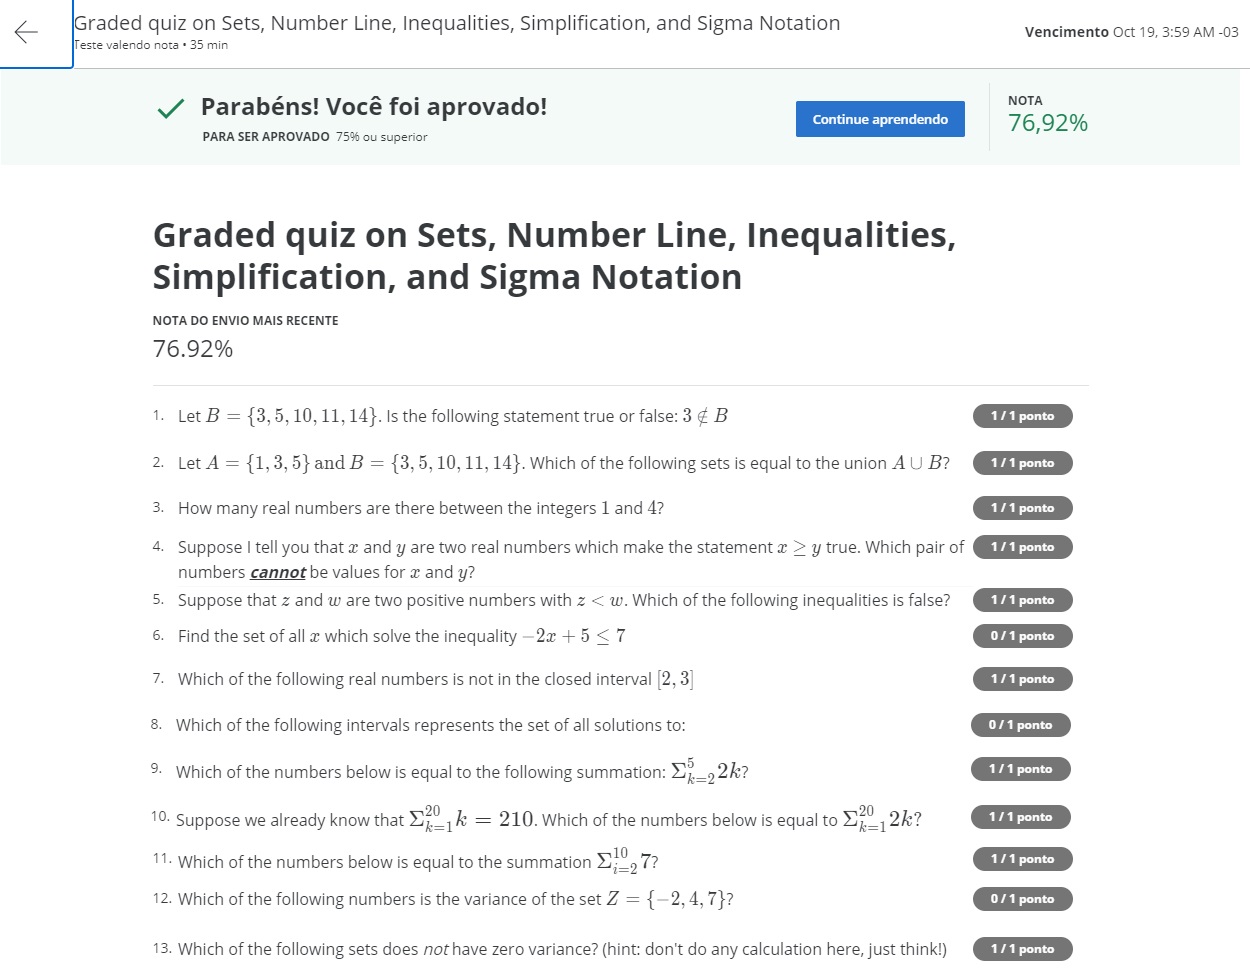 Graded quiz on Sets, Number Line, Inequalities, Simplification, and Sigma Notation
Teste valendo nota • 35 min
Vencimento Oct 19, 3:59 AM -03
Parabéns! Você foi aprovado!
PARA SER APROVADO 75% ou superior
Continue aprendendo
NOTA
76,92%
Graded quiz on Sets, Number Line, Inequalities,
Simplification, and Sigma Notation
NOTA DO ENVIO MAIS RECENTE
76.92%
1. Let B = {3, 5, 10, 11, 14}. Is the following statement true or false: 3 ∉ B 1 / 1 ponto
2. Let A = {1, 3, 5} and B = {3, 5, 10, 11, 14}. Which of the following sets is equal to the union A ∪ B? 1 / 1 ponto
3. How many real numbers are there between the integers 1 and 4? 1 / 1 ponto
4. Suppose I tell you that x and y are two real numbers which make the statement x ≥ y true. Which pair of 1 / 1 ponto
numbers cannot be values for x and y?
5. Suppose that z and w are two positive numbers with z < w. Which of the following inequalities is false? 1 / 1 ponto
6. Find the set of all x which solve the inequality −2x + 5 ≤ 7 0 / 1 ponto
7. Which of the following real numbers is not in the closed interval [2, 3] 1 / 1 ponto
8. Which of the following intervals represents the set of all solutions to: 0 / 1 ponto
9. Which of the numbers below is equal to the following summation: Σ_{k=2}^{5} 2k? 1 / 1 ponto
10. Suppose we already know that Σ_{k=1}^{20} k = 210. Which of the numbers below is equal to Σ_{k=1}^{20} 2k? 1 / 1 ponto
11. Which of the numbers below is equal to the summation Σ_{i=2}^{10} 7? 1 / 1 ponto
12. Which of the following numbers is the variance of the set Z = {−2, 4, 7}? 0 / 1 ponto
13. Which of the following sets does not have zero variance? (hint: don't do any calculation here, just think!) 1 / 1 ponto